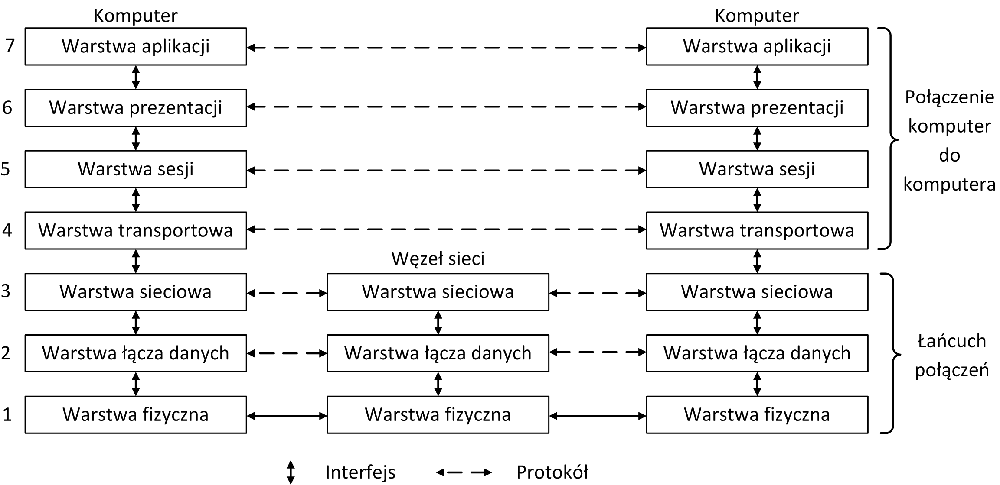 Komputer
Komputer
7
Warstwa aplikacji
Warstwa aplikacji
6
Warstwa prezentacji
Warstwa prezentacji
Połączenie
komputer
do
komputera
5
Warstwa sesji
Warstwa sesji
4
Warstwa transportowa
Warstwa transportowa
Węzeł sieci
3
Warstwa sieciowa
Warstwa sieciowa
Warstwa sieciowa
2
Warstwa łącza danych
Warstwa łącza danych
Warstwa łącza danych
Łańcuch
połączeń
1
Warstwa fizyczna
Warstwa fizyczna
Warstwa fizyczna
Interfejs
Protokół